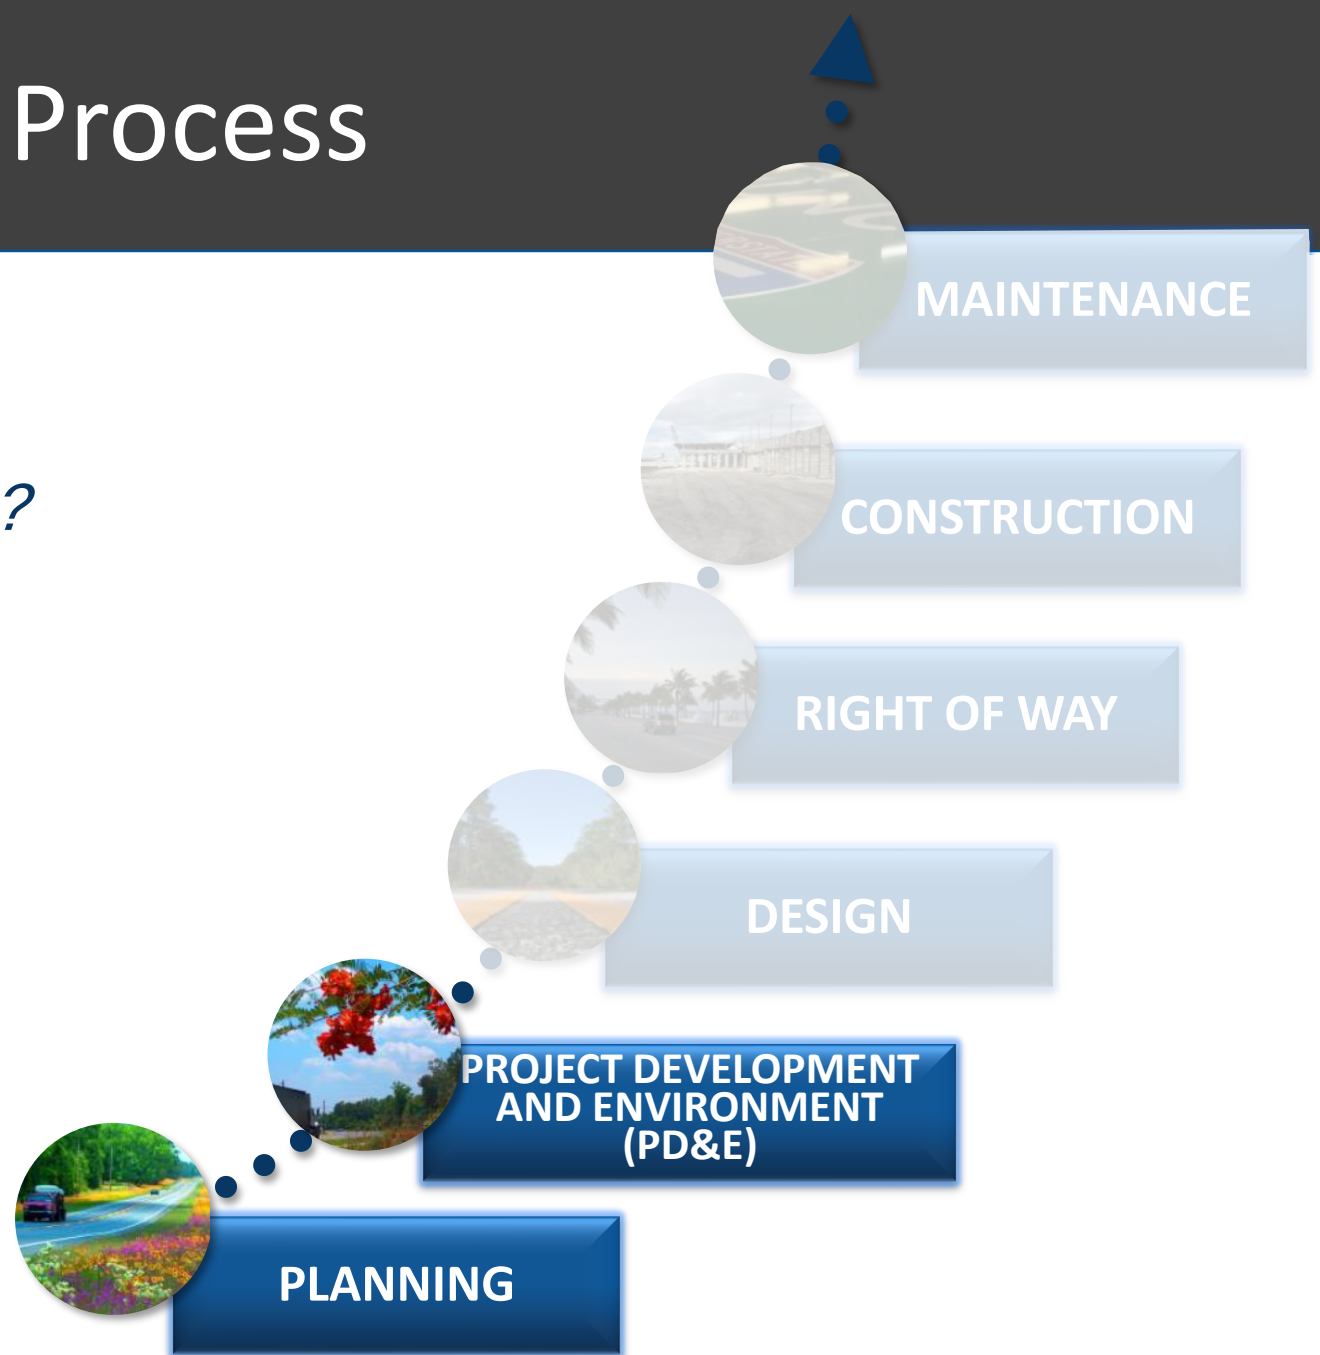 Process
MAINTENANCE
?
CONSTRUCTION
RIGHT OF WAY
DESIGN
PROJECT DEVELOPMENT
AND ENVIRONMENT
(PD&E)
PLANNING